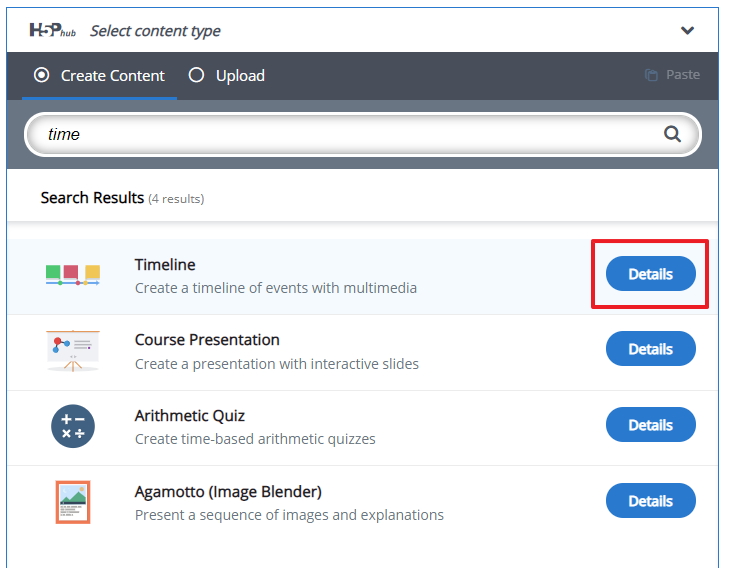 H5P hub Select content type
Create Content Upload Paste
time
Search Results (4 results)
Timeline
Create a timeline of events with multimedia
Details
Course Presentation
Create a presentation with interactive slides
Details
Arithmetic Quiz
Create time-based arithmetic quizzes
Details
Agamotto (Image Blender)
Present a sequence of images and explanations
Details